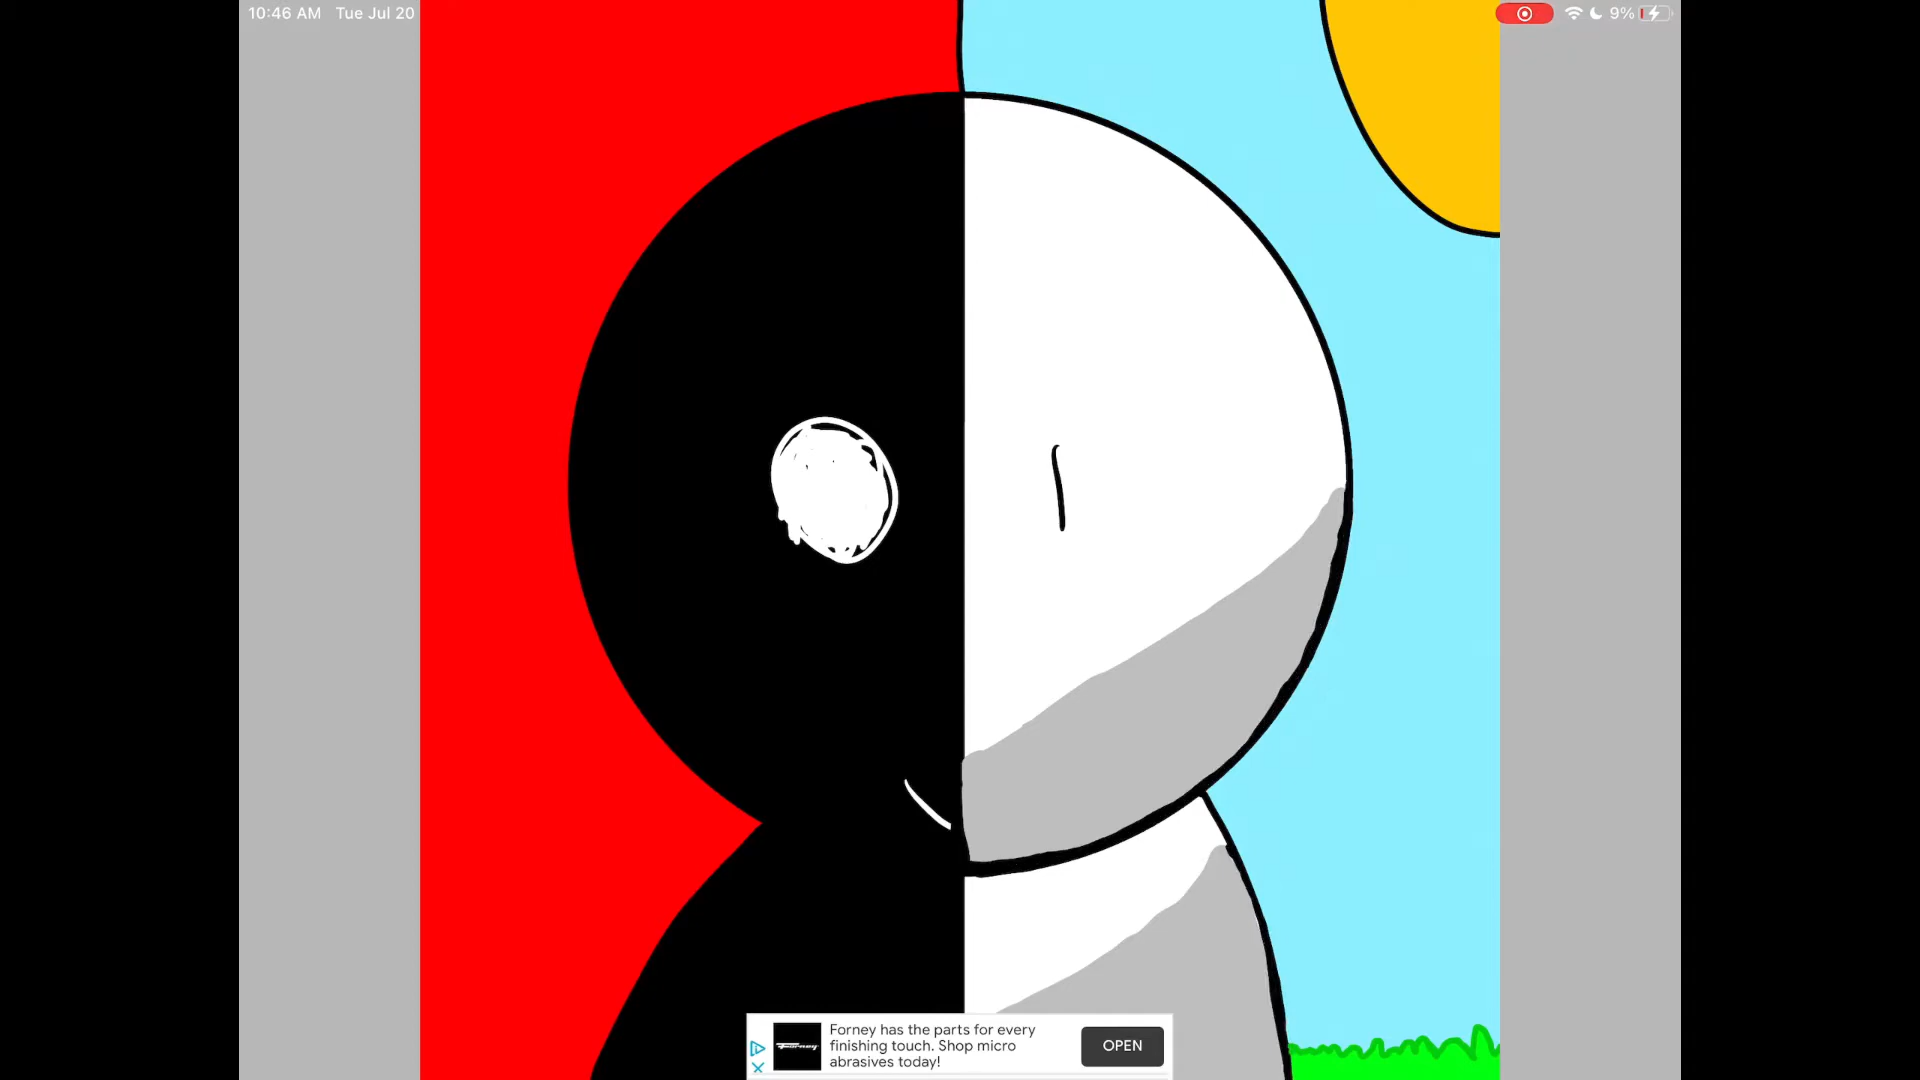 10:46 AM Tue Jul 20
9%
Forney has the parts for every
finishing touch. Shop micro
abrasives today!
OPEN
Forney